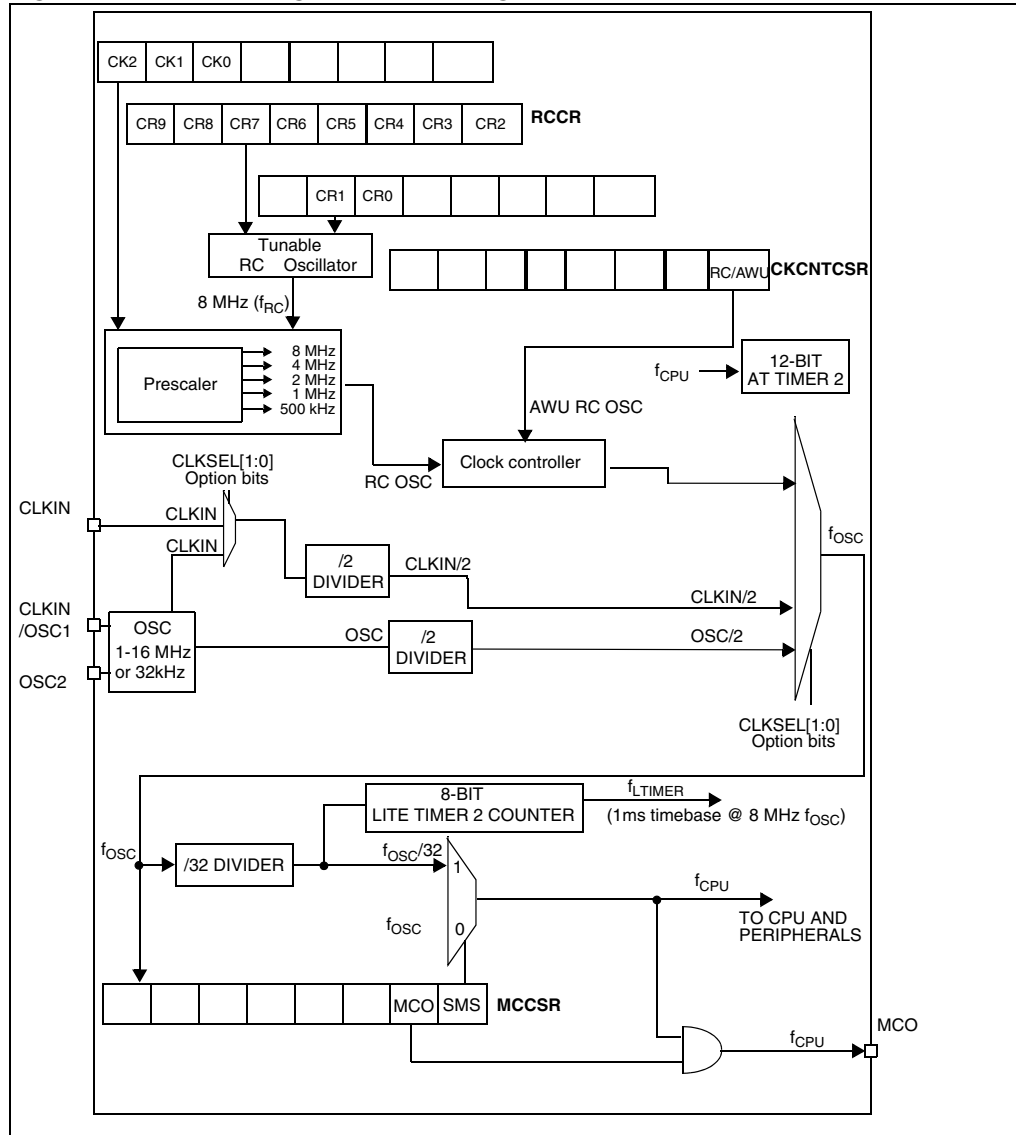 CK2 CK1 CK0
CR9 CR8 CR7 CR6 CR5 CR4 CR3 CR2 RCCR
CR1 CR0
Tunable
RC Oscillator
RC/AWU CKCNTCSR
8 MHz (fRC)
8 MHz
4 MHz
2 MHz
1 MHz
500 kHz
Prescaler
fCPU
12-BIT
AT TIMER 2
AWU RC OSC
RC OSC
Clock controller
CLKSEL[1:0]
Option bits
CLKIN
CLKIN
CLKIN
/2
DIVIDER
CLKIN/2
CLKIN/2
fOSC
CLKIN
/OSC1
OSC2
OSC
1-16 MHz
or 32kHz
OSC
/2
DIVIDER
OSC/2
CLKSEL[1:0]
Option bits
8-BIT
LITE TIMER 2 COUNTER
fLTIMER
(1ms timebase @ 8 MHz fOSC)
fOSC
/32 DIVIDER
fOSC/32
1
fOSC
0
fCPU
TO CPU AND
PERIPHERALS
MCO SMS MCCSR
fCPU
MCO